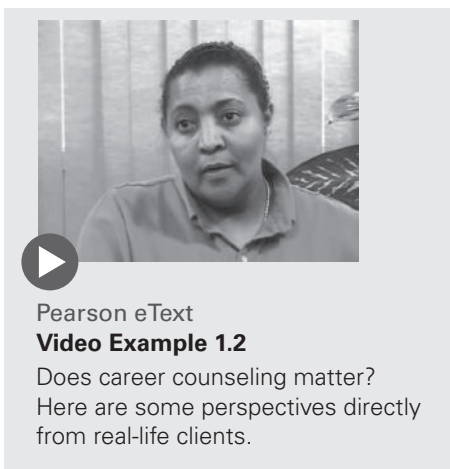 Pearson eText
Video Example 1.2
Does career counseling matter?
Here are some perspectives directly
from real-life clients.